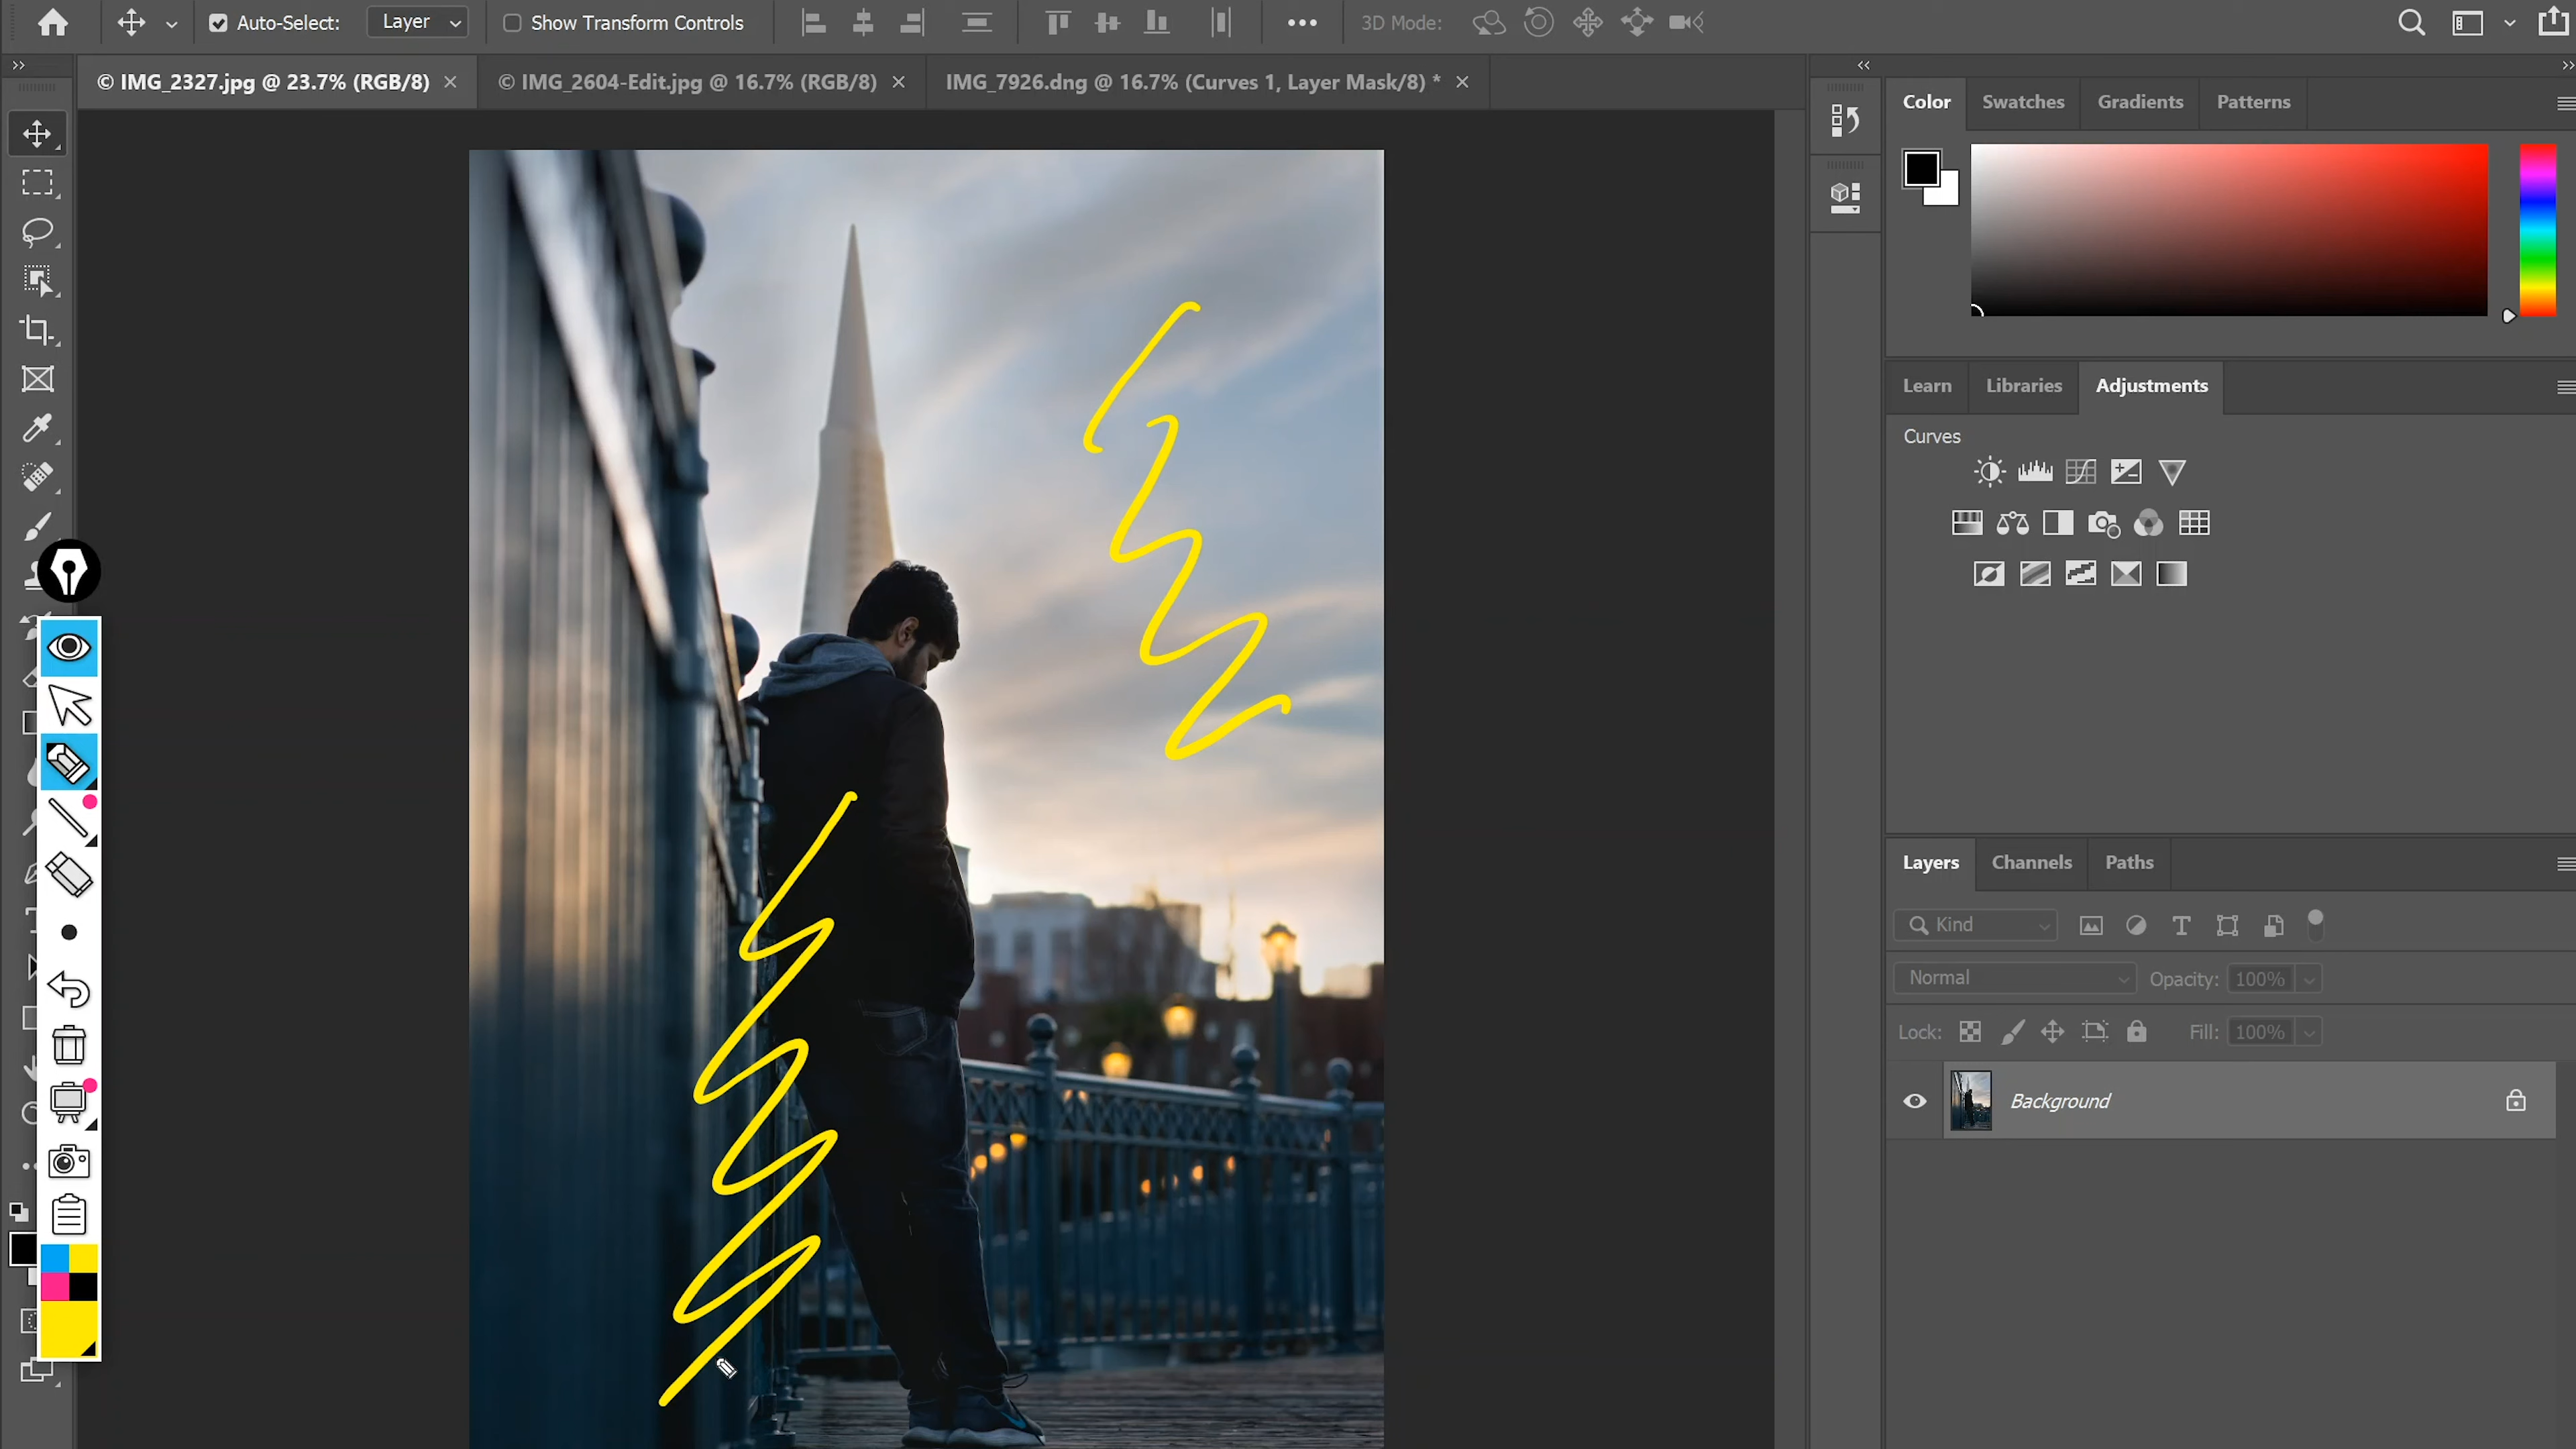 Auto-Select: Layer Show Transform Controls 3D Mode:
© IMG_2327.jpg @ 23.7% (RGB/8) © IMG_2604-Edit.jpg @ 16.7% (RGB/8) IMG_7926.dng @ 16.7% (Curves 1, Layer Mask/8) *
Color Swatches Gradients Patterns
Learn Libraries Adjustments
Curves
Layers Channels Paths
Kind
Normal Opacity: 100%
Lock: Fill: 100%
Background